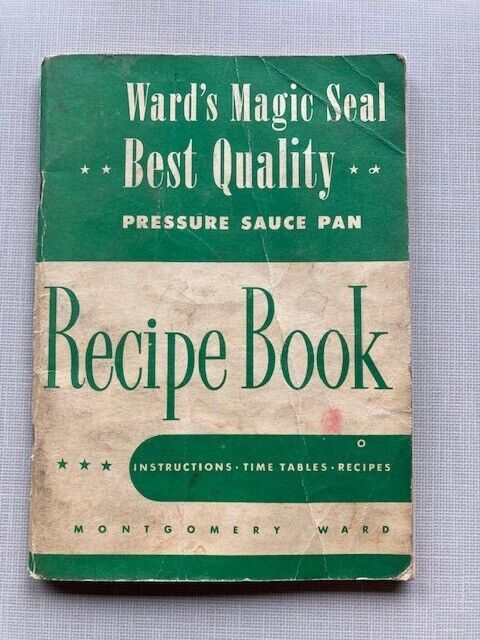 Ward's Magic Seal
Best Quality
PRESSURE SAUCE PAN
Recipe Book
INSTRUCTIONS · TIME TABLES · RECIPES
MONTGOMERY WARD